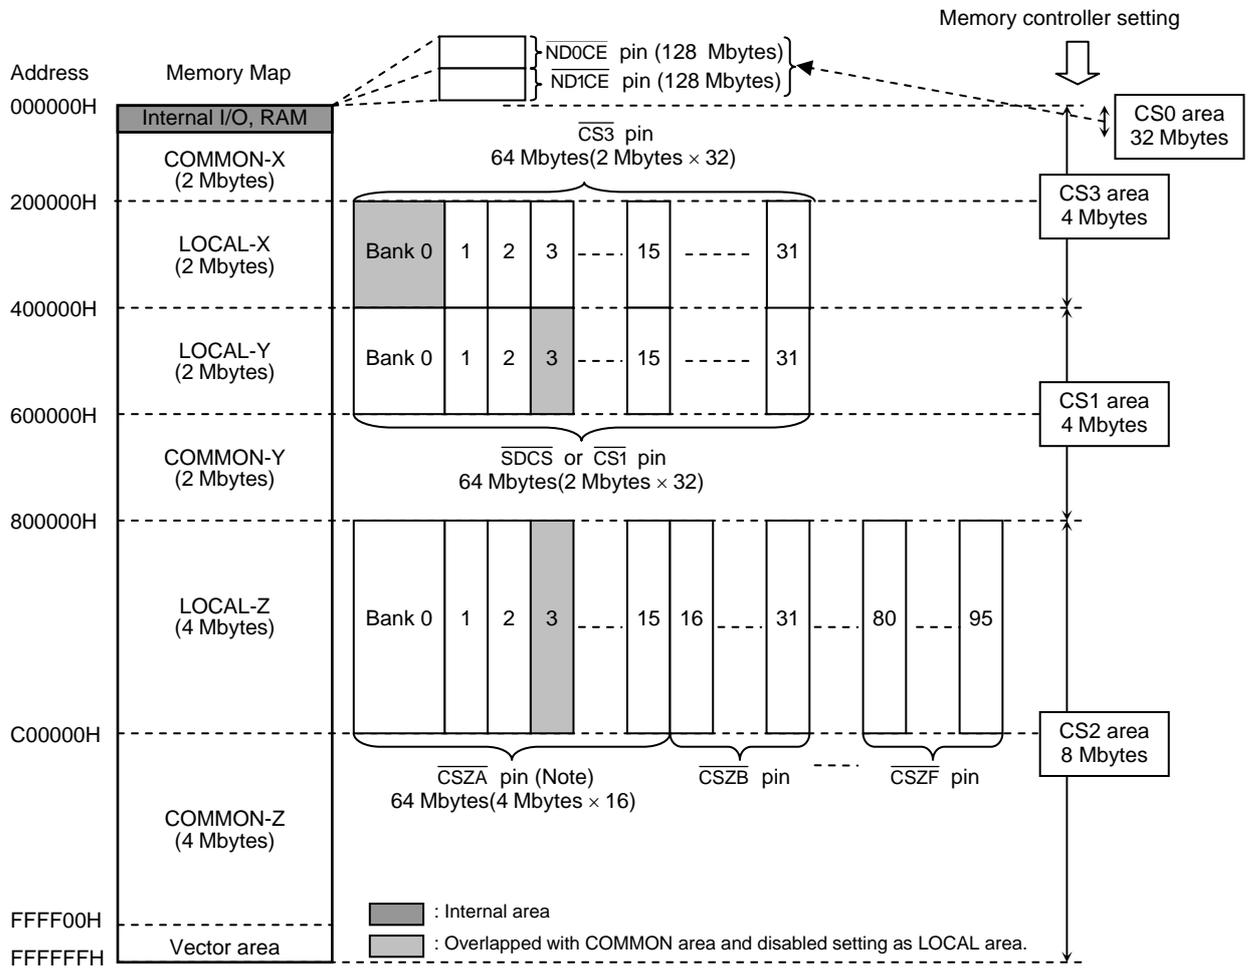 Memory controller setting
Address
Memory Map
ND0CE pin (128 Mbytes)
ND1CE pin (128 Mbytes)
000000H
Internal I/O, RAM
CS0 area
32 Mbytes
CS3 pin
64 Mbytes(2 Mbytes × 32)
COMMON-X
(2 Mbytes)
200000H
CS3 area
4 Mbytes
LOCAL-X
(2 Mbytes)
Bank 0 1 2 3 15 31
400000H
LOCAL-Y
(2 Mbytes)
Bank 0 1 2 3 15 31
CS1 area
4 Mbytes
600000H
SDCS or CS1 pin
64 Mbytes(2 Mbytes × 32)
COMMON-Y
(2 Mbytes)
800000H
LOCAL-Z
(4 Mbytes)
Bank 0 1 2 3 15 16 31 80 95
C00000H
CS2 area
8 Mbytes
CSZA pin (Note)
64 Mbytes(4 Mbytes × 16)
CSZB pin
CSZF pin
COMMON-Z
(4 Mbytes)
FFFF00H
: Internal area
Vector area
: Overlapped with COMMON area and disabled setting as LOCAL area.
FFFFFFH